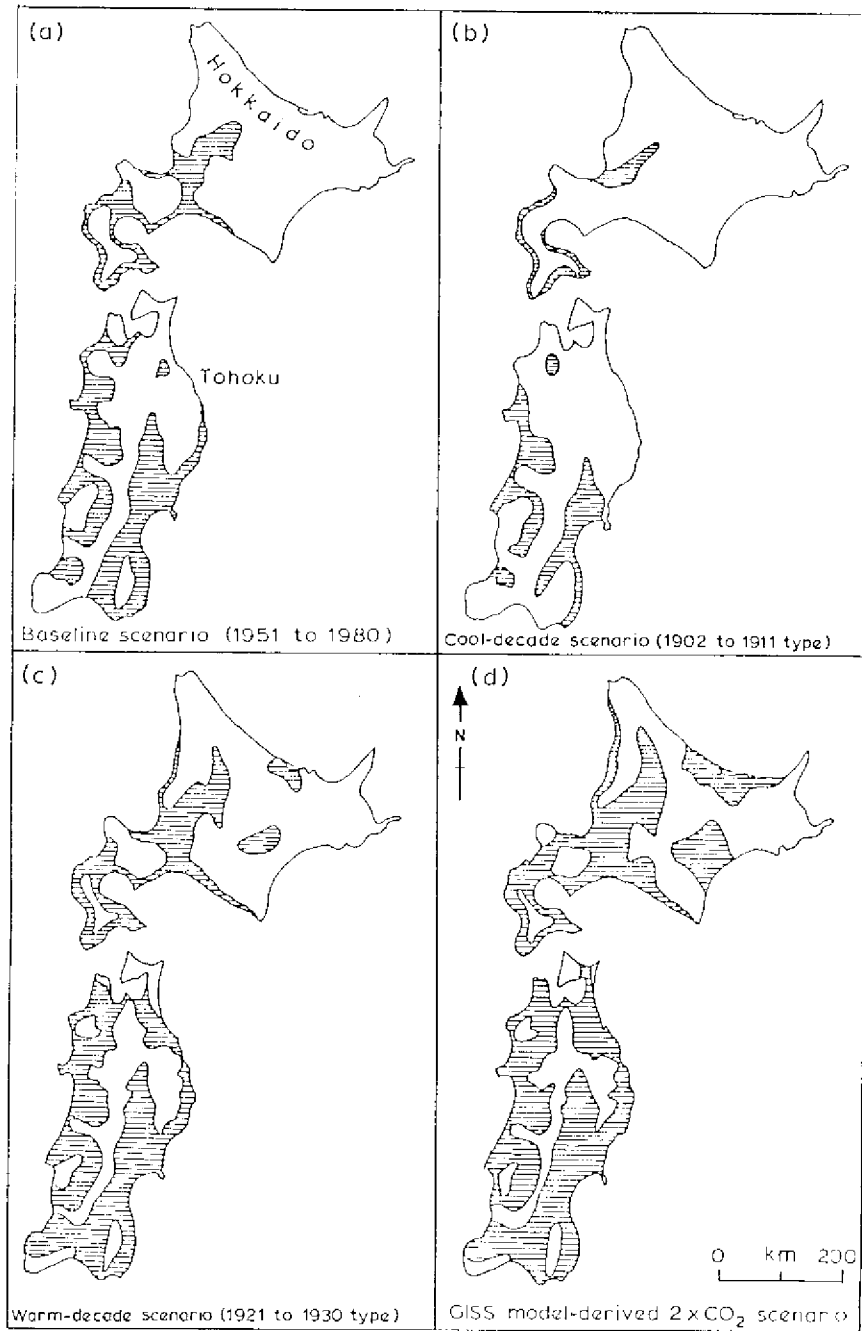 (a)
Hokkaido
Tohoku
Baseline scenario (1951 to 1980)
(b)
Cool-decade scenario (1902 to 1911 type)
(c)
Warm-decade scenario (1921 to 1930 type)
(d)
N
0 km 200
GISS model-derived 2 x CO₂ scenario